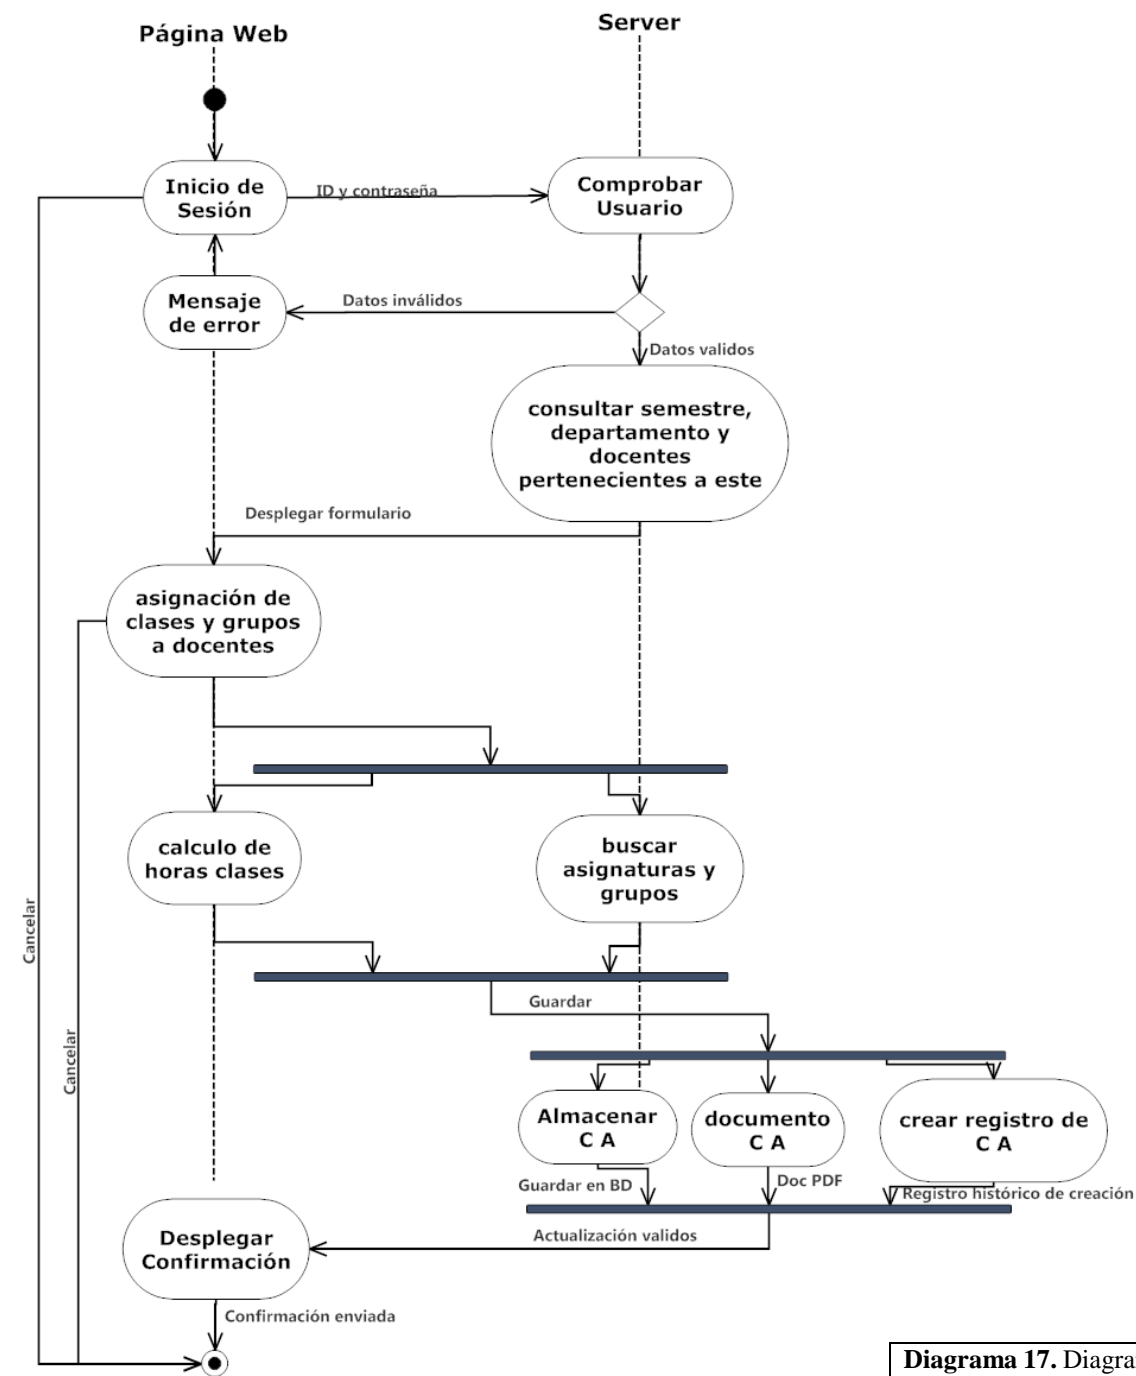 Página Web
Server
Inicio de
Sesión
ID y contraseña
Comprobar
Usuario
Mensaje
de error
Datos inválidos
Datos validos
consultar semestre,
departamento y
docentes
pertenecientes a este
Desplegar formulario
asignación de
clases y grupos
a docentes
calculo de
horas clases
buscar
asignaturas y
grupos
Cancelar
Cancelar
Guardar
Almacenar
C A
documento
C A
crear registro de
C A
Guardar en BD
Doc PDF
Registro histórico de creación
Actualización validos
Desplegar
Confirmación
Confirmación enviada
Diagrama 17.